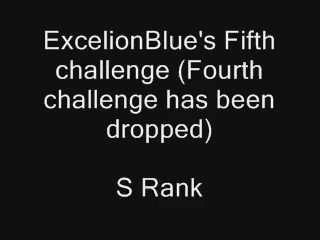 ExcelionBlue's Fifth
challenge (Fourth
challenge has been
dropped)
S Rank